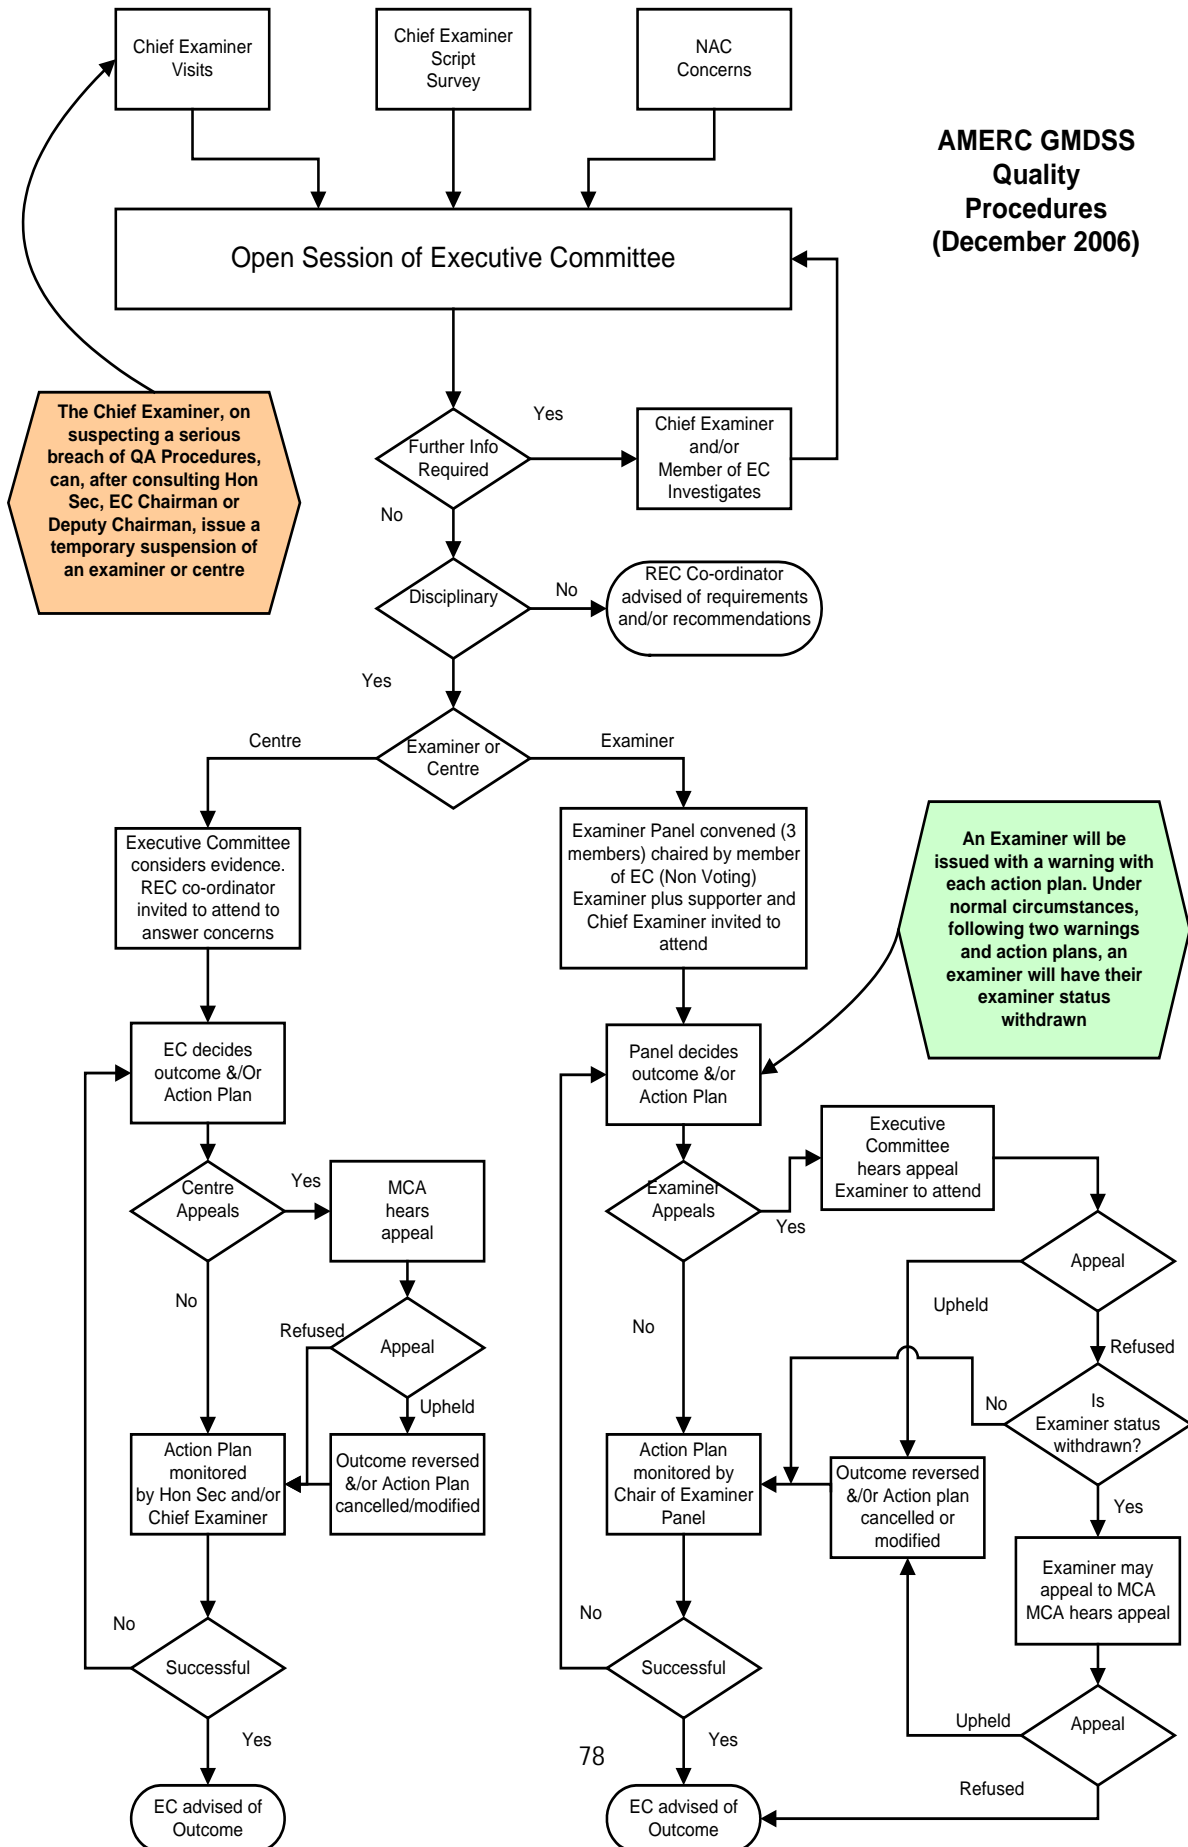 Chief Examiner
Visits
Chief Examiner
Script
Survey
NAC
Concerns
AMERC GMDSS
Quality
Procedures
(December 2006)
Open Session of Executive Committee
The Chief Examiner, on
suspecting a serious
breach of QA Procedures,
can, after consulting Hon
Sec, EC Chairman or
Deputy Chairman, issue a
temporary suspension of
an examiner or centre
Further Info
Required
Yes
Chief Examiner
and/or
Member of EC
Investigates
No
Disciplinary
No
REC Co-ordinator
advised of requirements
and/or recommendations
Yes
Examiner or
Centre
Centre
Examiner
Executive Committee
considers evidence.
REC co-ordinator
invited to attend to
answer concerns
Examiner Panel convened (3
members) chaired by member
of EC (Non Voting)
Examiner plus supporter and
Chief Examiner invited to
attend
An Examiner will be
issued with a warning with
each action plan. Under
normal circumstances,
following two warnings
and action plans, an
examiner will have their
examiner status
withdrawn
EC decides
outcome &/Or
Action Plan
Panel decides
outcome &/or
Action Plan
Centre
Appeals
Yes
MCA
hears
appeal
Examiner
Appeals
Yes
Executive
Committee
hears appeal
Examiner to attend
Appeal
Upheld
Refused
No
Refused
Appeal
Upheld
No
No
Is
Examiner status
withdrawn?
Yes
Action Plan
monitored
by Hon Sec and/or
Chief Examiner
Outcome reversed
&/or Action Plan
cancelled/modified
Action Plan
monitored by
Chair of Examiner
Panel
Outcome reversed
&/0r Action plan
cancelled or
modified
Examiner may
appeal to MCA
MCA hears appeal
No
Successful
Yes
No
Successful
Yes
Upheld
Appeal
Refused
78
EC advised of
Outcome
EC advised of
Outcome